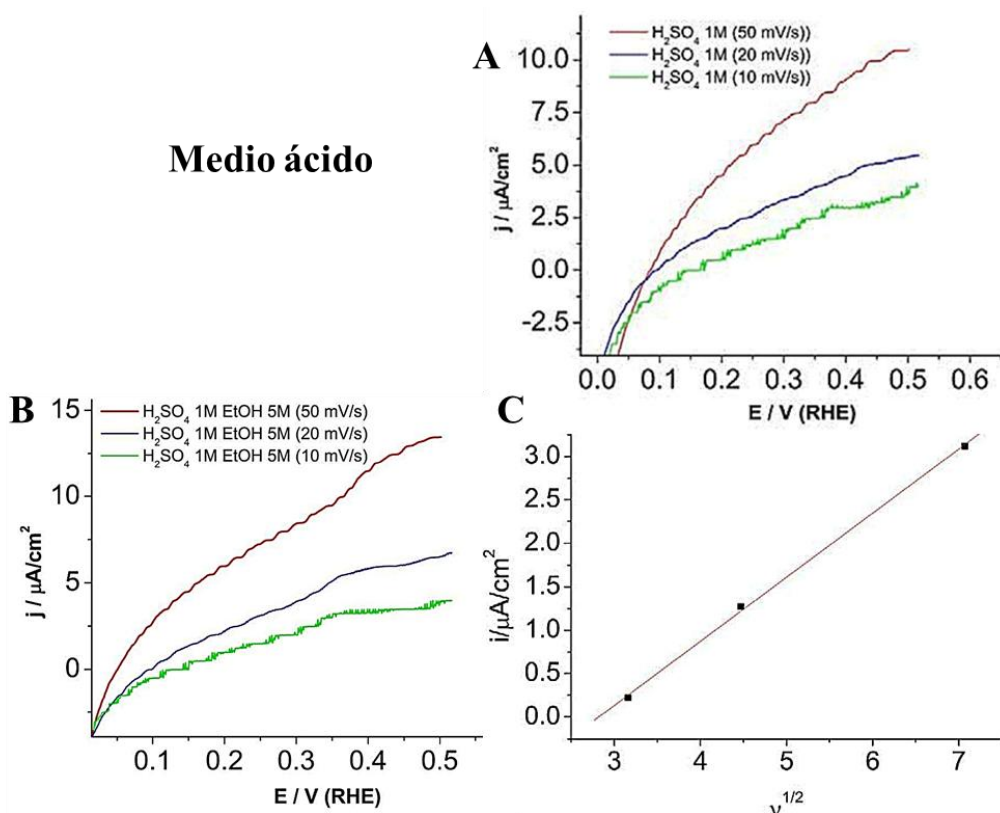 Medio ácido
A
H₂SO₄ 1M (50 mV/s))
H₂SO₄ 1M (20 mV/s))
H₂SO₄ 1M (10 mV/s))
10.0
7.5
5.0
2.5
0.0
-2.5
j / µA/cm²
0.0 0.1 0.2 0.3 0.4 0.5 0.6
E / V (RHE)
B
H₂SO₄ 1M EtOH 5M (50 mV/s)
H₂SO₄ 1M EtOH 5M (20 mV/s)
H₂SO₄ 1M EtOH 5M (10 mV/s)
15
10
5
0
j / µA/cm²
0.1 0.2 0.3 0.4 0.5
E / V (RHE)
C
3.0
2.5
2.0
1.5
1.0
0.5
0.0
i/µA/cm²
3 4 5 6 7
ν^1/2